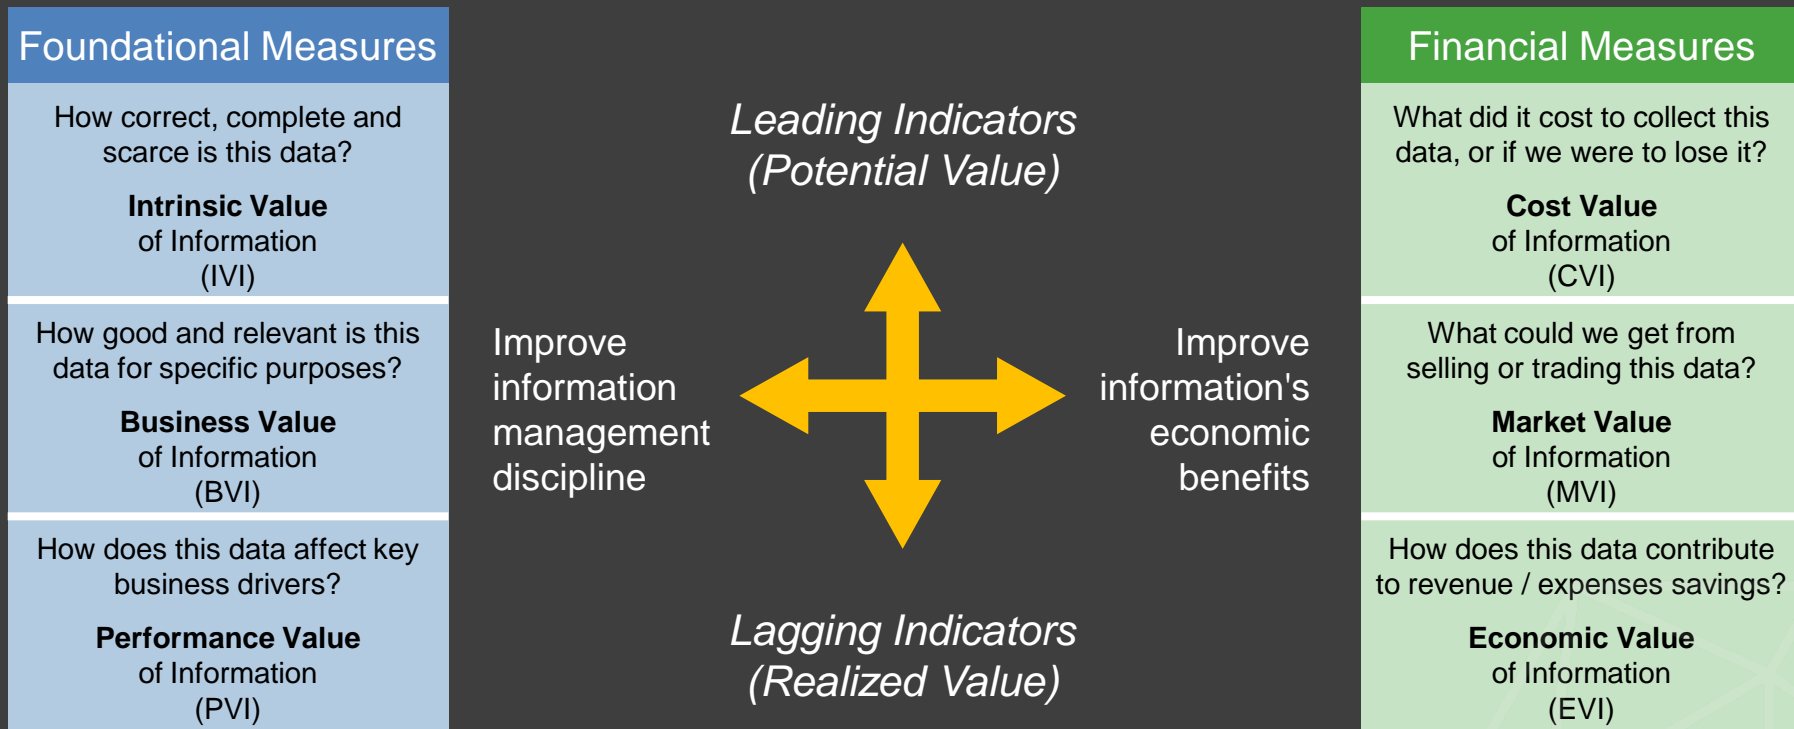 Foundational Measures
How correct, complete and
scarce is this data?
Intrinsic Value
of Information
(IVI)
How good and relevant is this
data for specific purposes?
Business Value
of Information
(BVI)
How does this data affect key
business drivers?
Performance Value
of Information
(PVI)
Leading Indicators
(Potential Value)
Improve
information
management
discipline
Improve
information's
economic
benefits
Lagging Indicators
(Realized Value)
Financial Measures
What did it cost to collect this
data, or if we were to lose it?
Cost Value
of Information
(CVI)
What could we get from
selling or trading this data?
Market Value
of Information
(MVI)
How does this data contribute
to revenue / expenses savings?
Economic Value
of Information
(EVI)